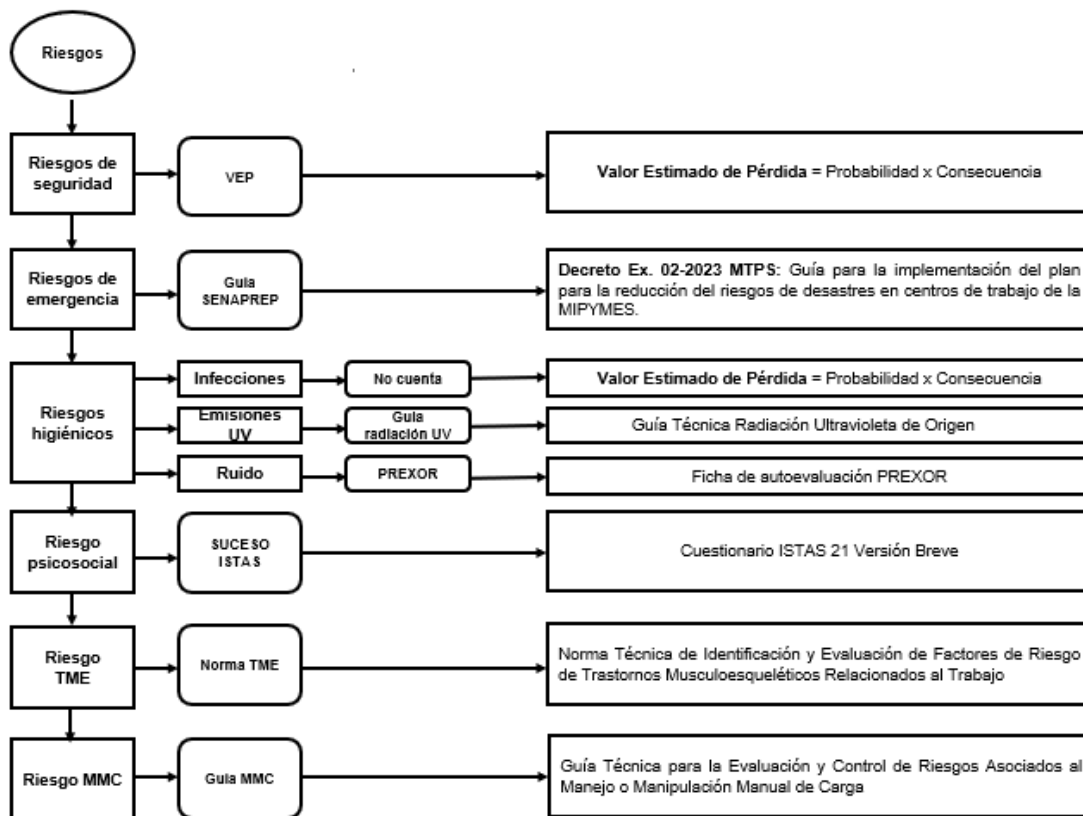 Riesgos
Riesgos de
seguridad
VEP
Valor Estimado de Pérdida = Probabilidad x Consecuencia
Riesgos de
emergencia
Guia
SENAPREP
Decreto Ex. 02-2023 MTPS: Guía para la implementación del plan
para la reducción del riesgos de desastres en centros de trabajo de la
MIPYMES.
Riesgos
higiénicos
Infecciones
No cuenta
Valor Estimado de Pérdida = Probabilidad x Consecuencia
Emisiones
UV
Guia
radiación UV
Guía Técnica Radiación Ultravioleta de Origen
Ruido
PREXOR
Ficha de autoevaluación PREXOR
Riesgo
psicosocial
SUCESO
ISTAS
Cuestionario ISTAS 21 Versión Breve
Riesgo
TME
Norma TME
Norma Técnica de Identificación y Evaluación de Factores de Riesgo
de Trastornos Musculoesqueléticos Relacionados al Trabajo
Riesgo MMC
Guia MMC
Guía Técnica para la Evaluación y Control de Riesgos Asociados al
Manejo o Manipulación Manual de Carga